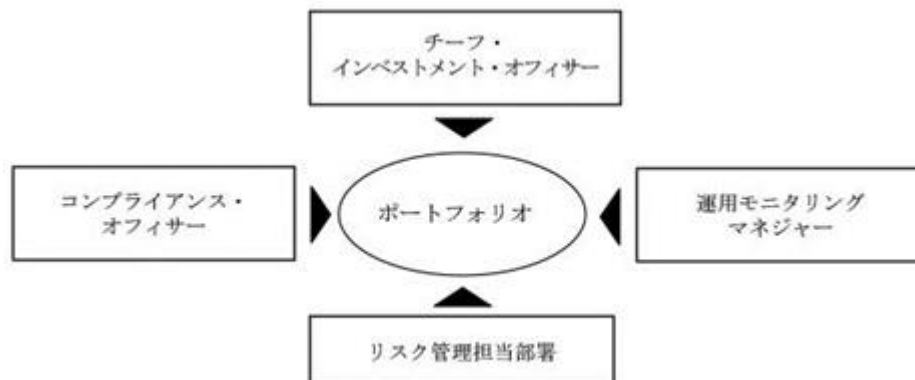 チーフ・
インベストメント・オフィサー
コンプライアンス・
オフィサー
ポートフォリオ
運用モニタリング
マネジャー
リスク管理担当部署